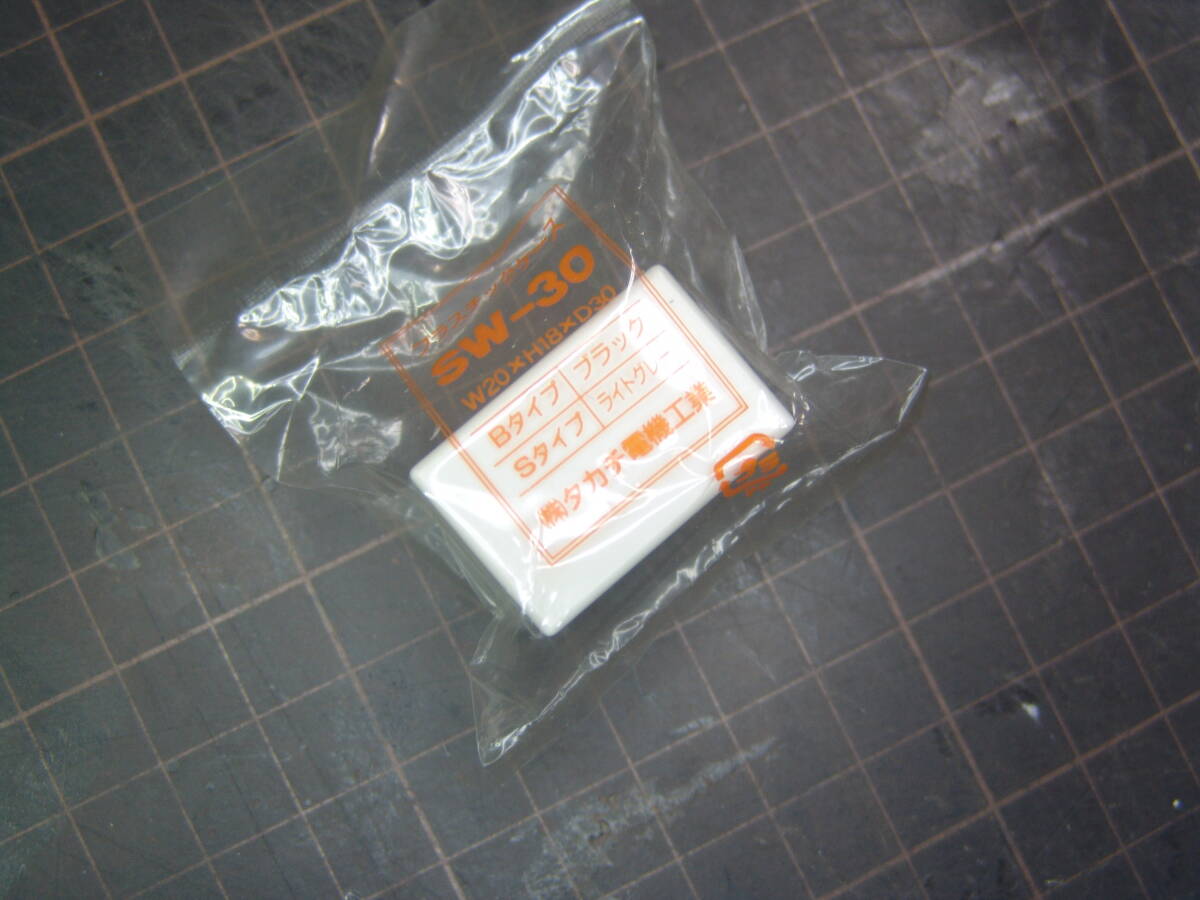 プラスチックケース
SW-30
W20×H18×D30
Bタイプ ブラック
Sタイプ ライトグレー
㈱タカチ電機工業
プラ